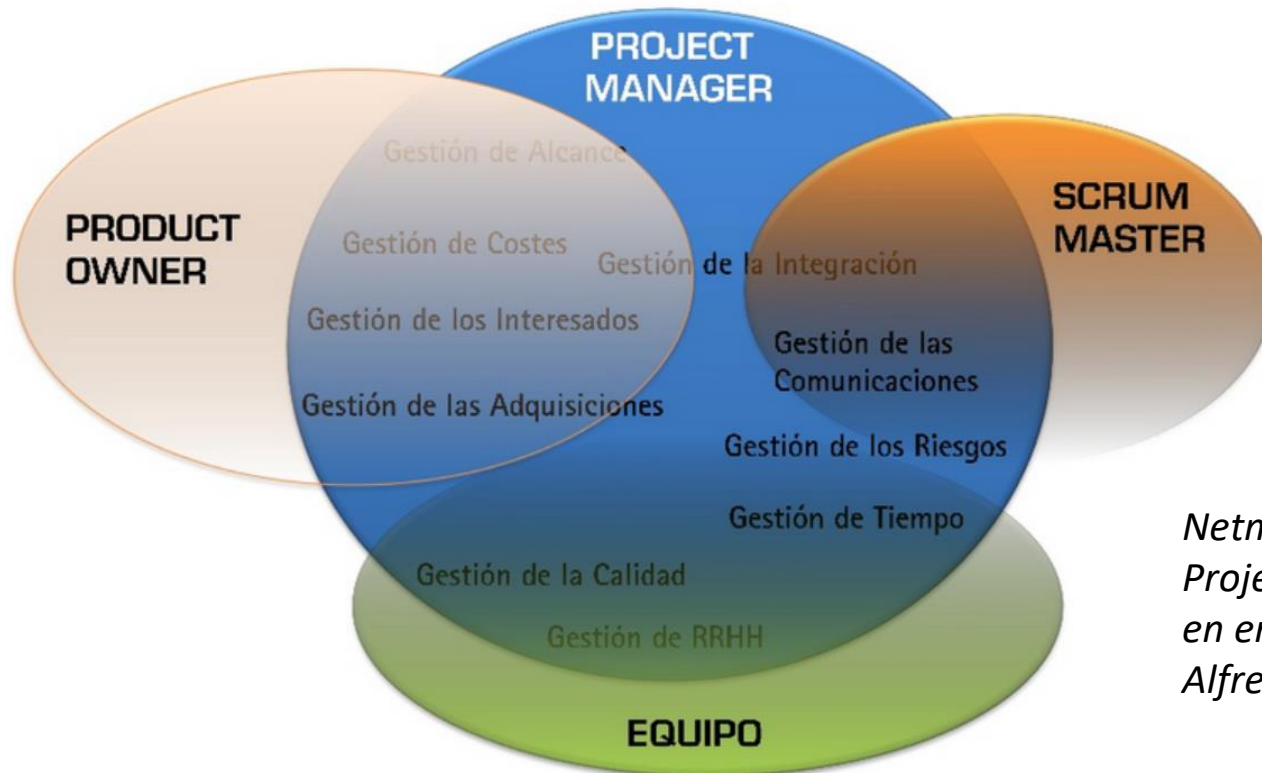 PROJECT
MANAGER
Gestión de Alcance
PRODUCT
OWNER
Gestión de Costes
Gestión de la Integración
SCRUM
MASTER
Gestión de los Interesados
Gestión de las
Comunicaciones
Gestión de las Adquisiciones
Gestión de los Riesgos
Gestión de Tiempo
Gestión de la Calidad
Gestión de RRHH
EQUIPO